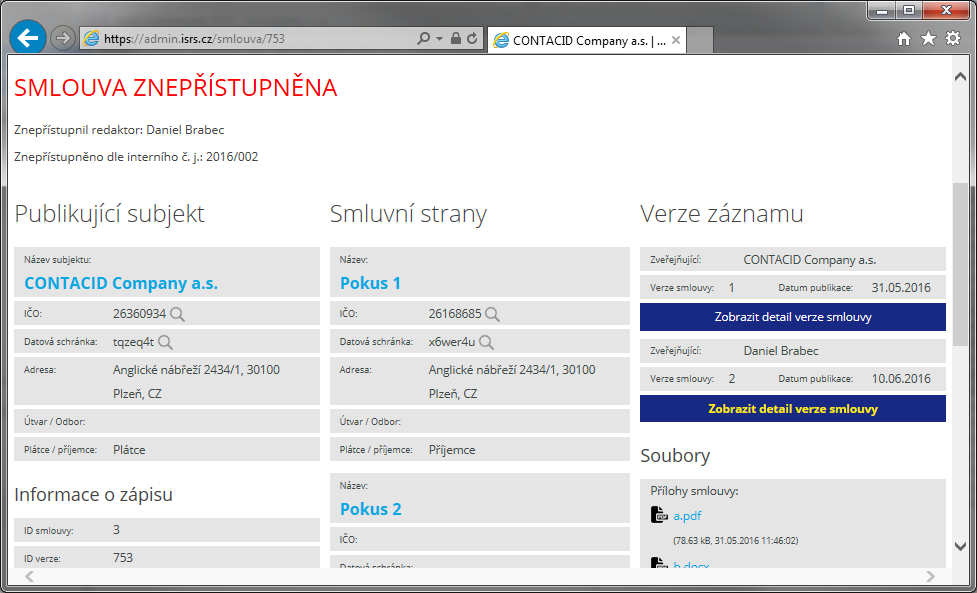 https://admin.isrs.cz/smlouva/753
CONTACID Company a.s. | ...
SMLOUVA ZNEPŘÍSTUPNĚNA
Znepřístupnil redaktor: Daniel Brabec
Znepřístupněno dle interního č. j.: 2016/002
Publikující subjekt
Název subjektu:
CONTACID Company a.s.
IČO: 26360934
Datová schránka: tqzeq4t
Adresa: Anglické nábřeží 2434/1, 30100
Plzeň, CZ
Útvar / Odbor:
Plátce / příjemce: Plátce
Informace o zápisu
ID smlouvy: 3
ID verze: 753
Smluvní strany
Název:
Pokus 1
IČO: 26168685
Datová schránka: x6wer4u
Adresa: Anglické nábřeží 2434/1, 30100
Plzeň, CZ
Útvar / Odbor:
Plátce / příjemce: Příjemce
Název:
Pokus 2
IČO:
Datová schránka:
Verze záznamu
Zveřejňující: CONTACID Company a.s.
Verze smlouvy: 1 Datum publikace: 31.05.2016
Zobrazit detail verze smlouvy
Zveřejňující: Daniel Brabec
Verze smlouvy: 2 Datum publikace: 10.06.2016
Zobrazit detail verze smlouvy
Soubory
Přílohy smlouvy:
a.pdf
(78.63 kB, 31.05.2016 11:46:02)
b.docx